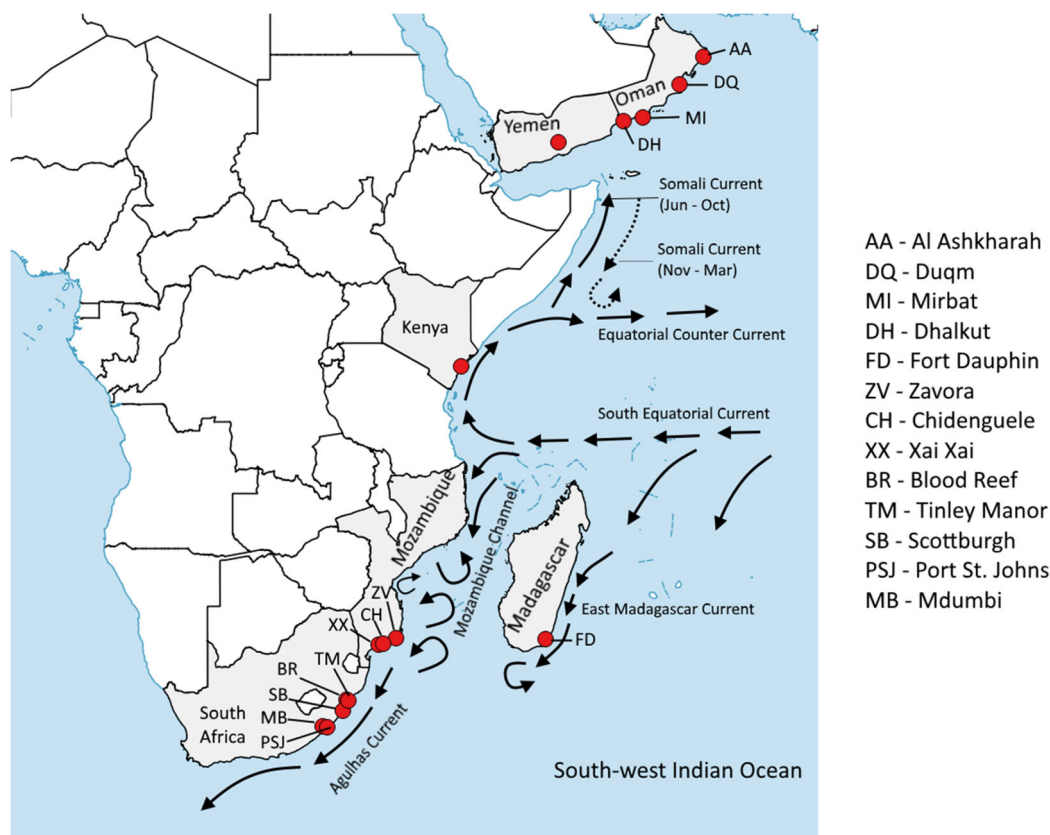 AA
DQ
Oman
MI
Yemen
DH
Somali Current
(Jun - Oct)
Somali Current
(Nov - Mar)
Kenya
Equatorial Counter Current
South Equatorial Current
Mozambique
Mozambique Channel
Madagascar
ZV
CH
XX
East Madagascar Current
FD
TM
BR
SB
MB
PSJ
South
Africa
Agulhas Current
South-west Indian Ocean
AA - Al Ashkharah
DQ - Duqm
MI - Mirbat
DH - Dhalkut
FD - Fort Dauphin
ZV - Zavora
CH - Chidenguele
XX - Xai Xai
BR - Blood Reef
TM - Tinley Manor
SB - Scottburgh
PSJ - Port St. Johns
MB - Mdumbi